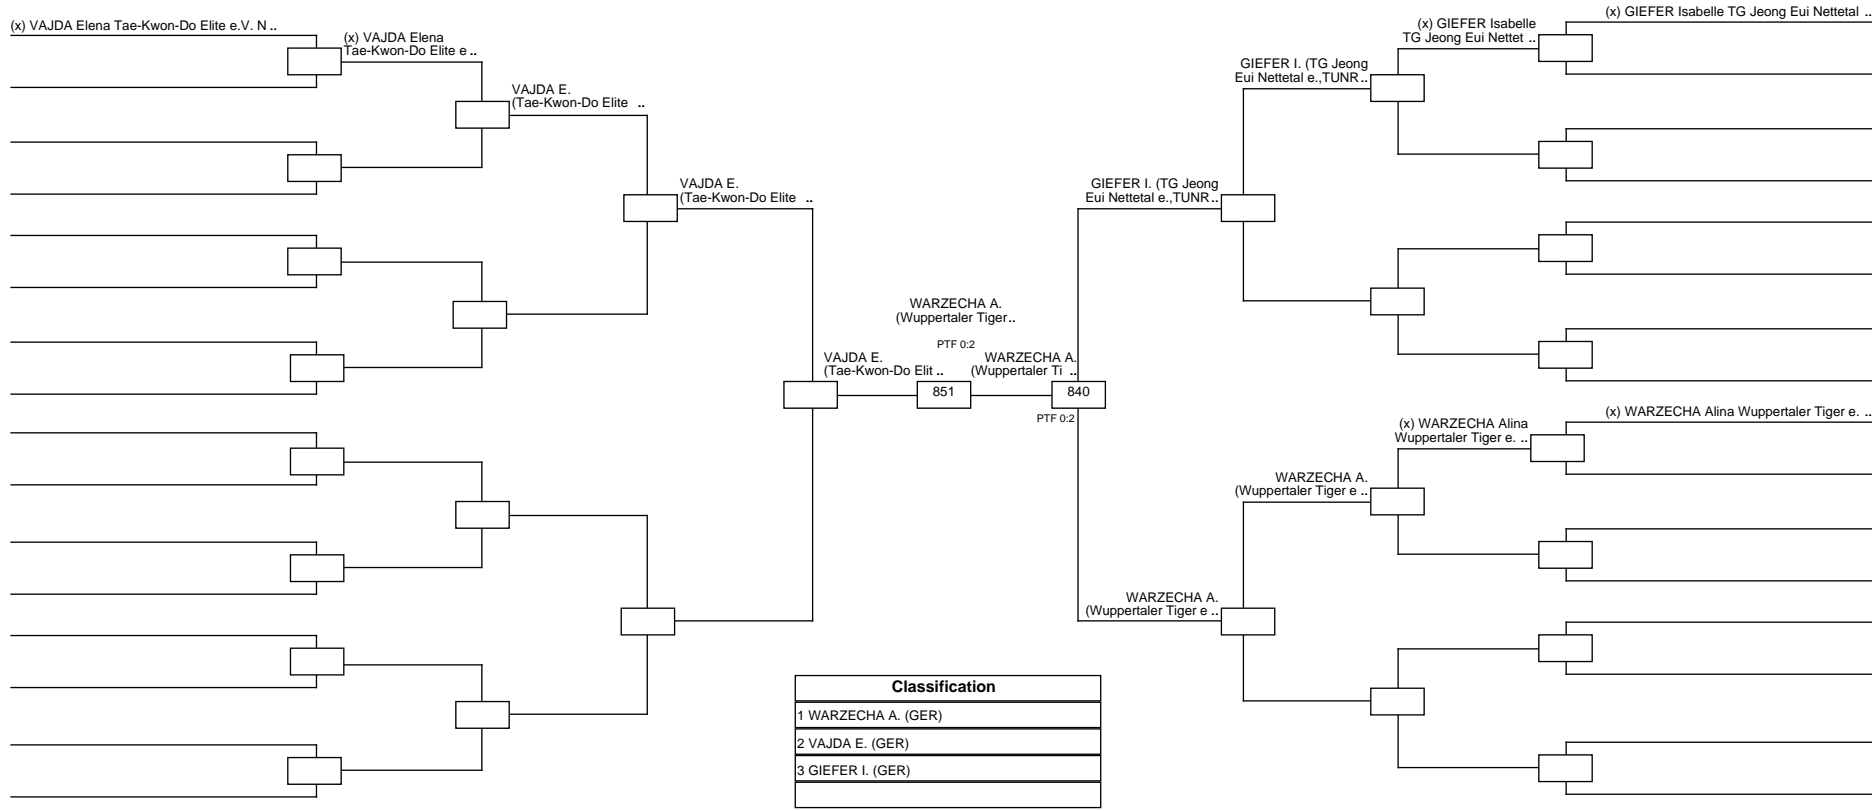 (x) VAJDA Elena Tae-Kwon-Do Elite e.V. N ..
(x) VAJDA Elena
Tae-Kwon-Do Elite e ..
VAJDA E.
(Tae-Kwon-Do Elite ..
VAJDA E.
(Tae-Kwon-Do Elite ..
VAJDA E.
(Tae-Kwon-Do Elit ..
WARZECHA A.
(Wuppertaler Tiger..
PTF 0:2
851
WARZECHA A.
(Wuppertaler Ti ..
840
PTF 0:2
GIEFER I. (TG Jeong
Eui Nettetal e.,TUNR..
GIEFER I. (TG Jeong
Eui Nettetal e.,TUNR..
(x) GIEFER Isabelle
TG Jeong Eui Nettet ..
(x) GIEFER Isabelle TG Jeong Eui Nettetal ..
WARZECHA A.
(Wuppertaler Tiger e ..
WARZECHA A.
(Wuppertaler Tiger e ..
(x) WARZECHA Alina
Wuppertaler Tiger e. ..
(x) WARZECHA Alina Wuppertaler Tiger e. ..
Classification
1 WARZECHA A. (GER)
2 VAJDA E. (GER)
3 GIEFER I. (GER)